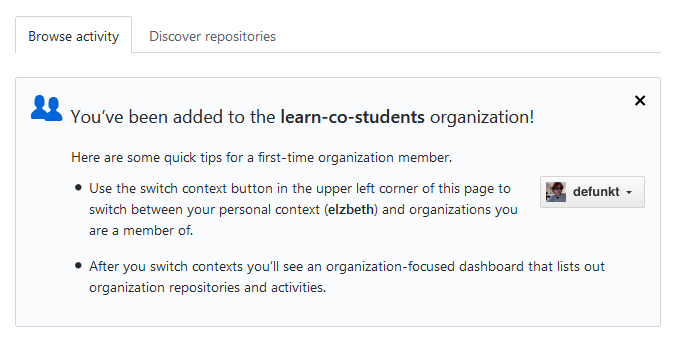 Browse activity Discover repositories
You've been added to the learn-co-students organization!
Here are some quick tips for a first-time organization member.
• Use the switch context button in the upper left corner of this page to
switch between your personal context (elzbeth) and organizations you
are a member of.
defunkt
• After you switch contexts you'll see an organization-focused dashboard that lists out
organization repositories and activities.